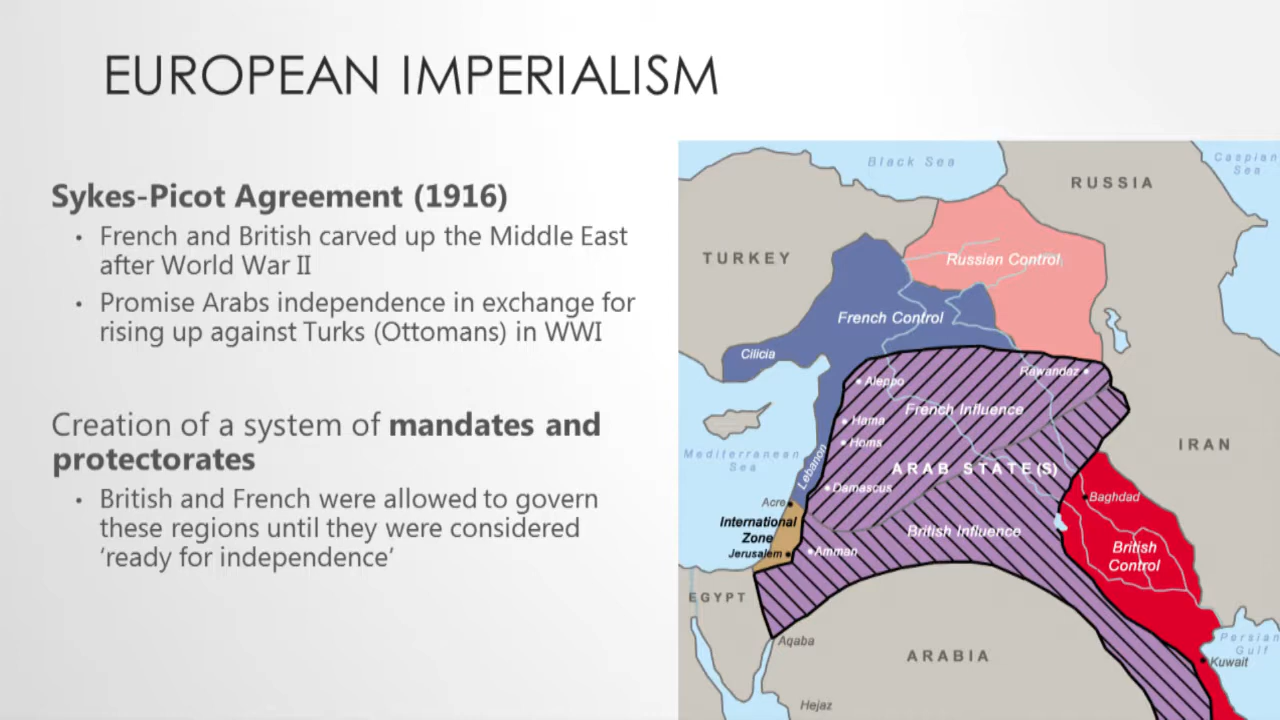 EUROPEAN IMPERIALISM
Sykes-Picot Agreement (1916)
• French and British carved up the Middle East
after World War II
• Promise Arabs independence in exchange for
rising up against Turks (Ottomans) in WWI
Creation of a system of mandates and
protectorates
• British and French were allowed to govern
these regions until they were considered
‘ready for independence’
Black Sea
Caspian
Sea
RUSSIA
TURKEY
Russian Control
French Control
Cilicia
Rawandaz
Aleppo
French Influence
Hama
Homs
IRAN
Mediterranean
Sea
Lebanon
ARAB STATE(S)
Damascus
Baghdad
Acre
International
Zone
British Influence
Jerusalem
Amman
British
Control
EGYPT
Aqaba
Persian
Gulf
ARABIA
Kuwait
Hejaz